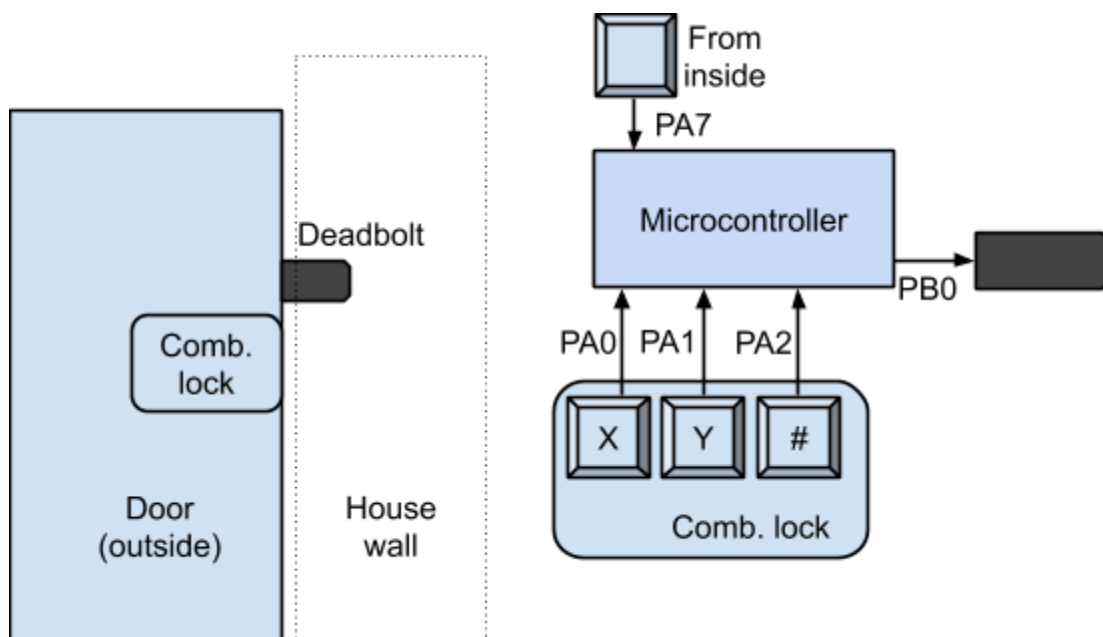 Deadbolt
Comb.
lock
Door
(outside)
House
wall
From
inside
PA7
Microcontroller
PB0
PA0
PA1
PA2
X
Y
#
Comb. lock